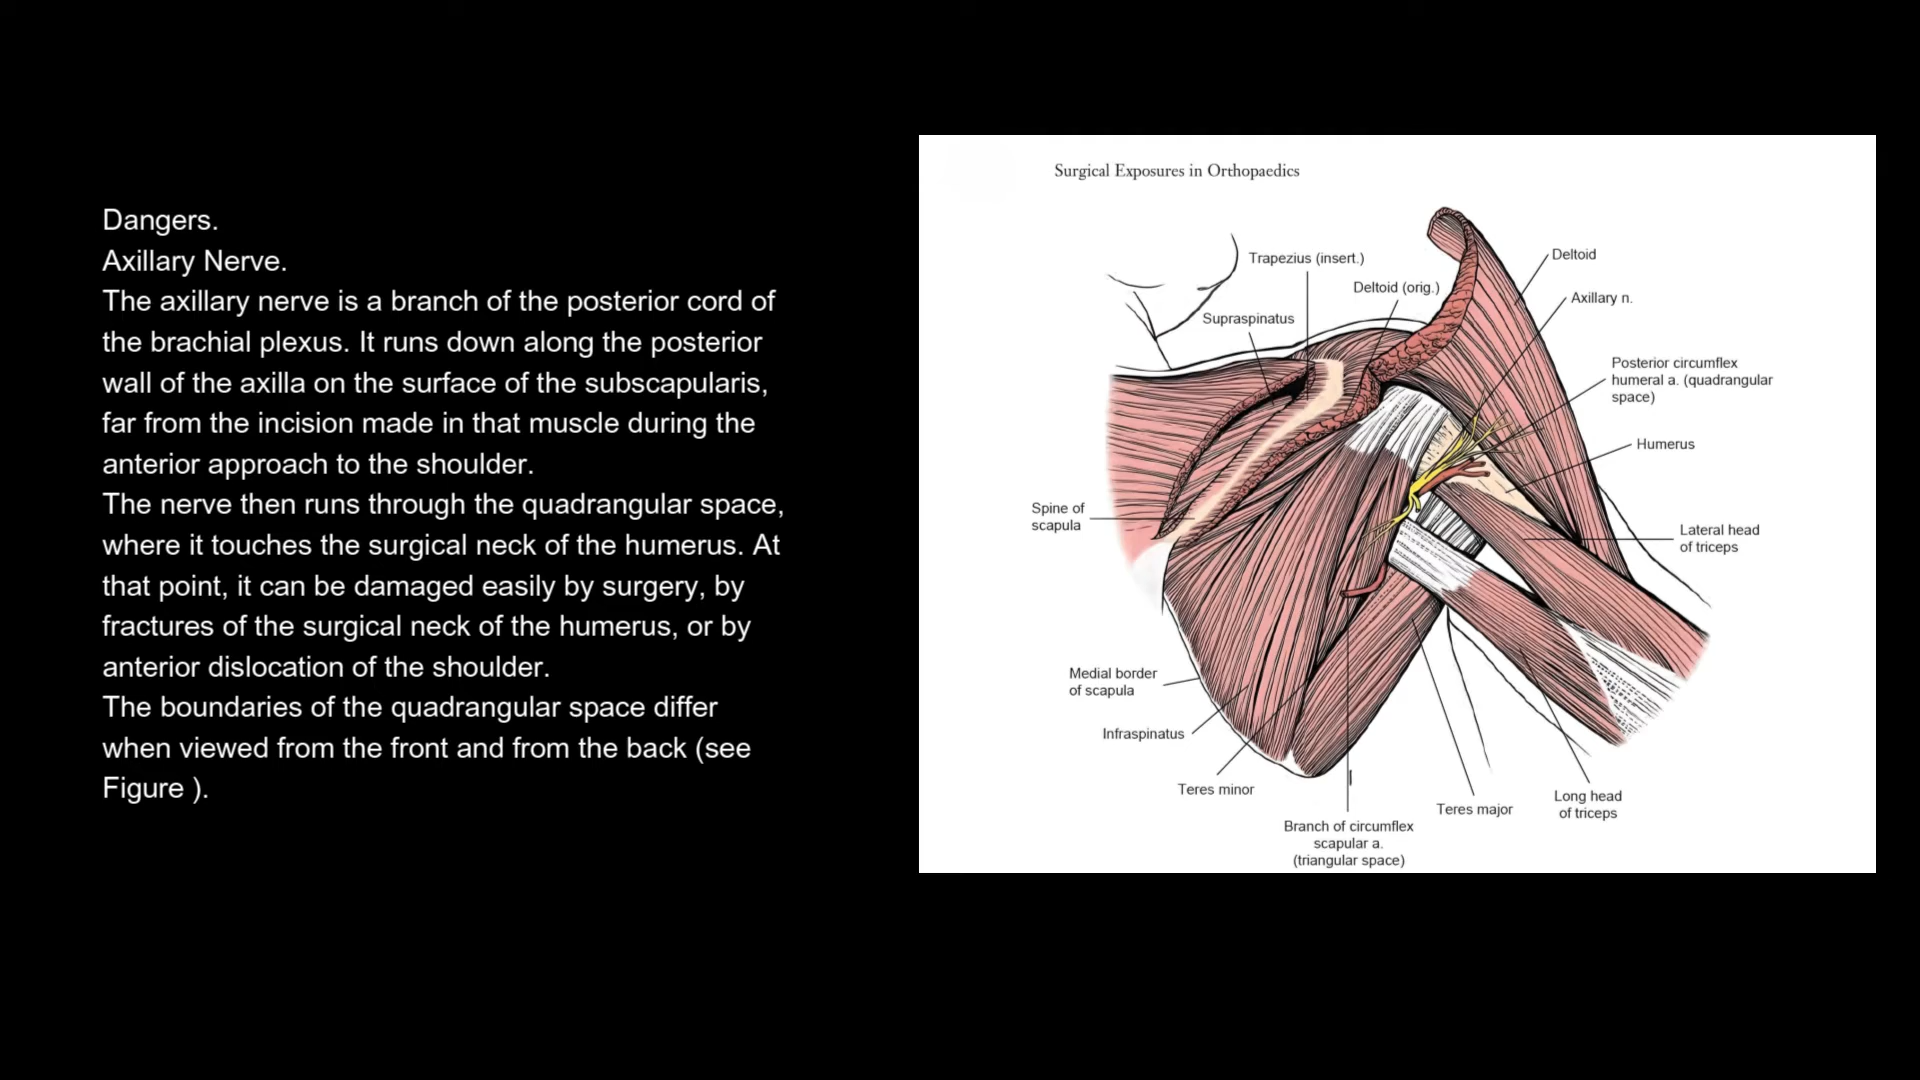 Dangers.
Axillary Nerve.
The axillary nerve is a branch of the posterior cord of
the brachial plexus. It runs down along the posterior
wall of the axilla on the surface of the subscapularis,
far from the incision made in that muscle during the
anterior approach to the shoulder.
The nerve then runs through the quadrangular space,
where it touches the surgical neck of the humerus. At
that point, it can be damaged easily by surgery, by
fractures of the surgical neck of the humerus, or by
anterior dislocation of the shoulder.
The boundaries of the quadrangular space differ
when viewed from the front and from the back (see
Figure ).
Surgical Exposures in Orthopaedics
Trapezius (insert.)
Deltoid (orig.)
Supraspinatus
Deltoid
Axillary n.
Posterior circumflex
humeral a. (quadrangular
space)
Humerus
Lateral head
of triceps
Spine of
scapula
Medial border
of scapula
Infraspinatus
Teres minor
Branch of circumflex
scapular a.
(triangular space)
Teres major
Long head
of triceps